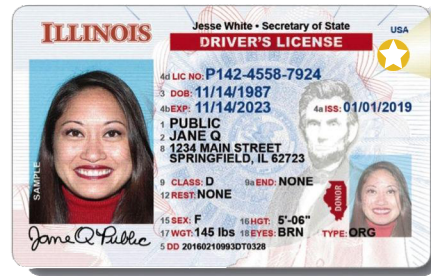 ILLINOIS
Jesse White • Secretary of State
USA
DRIVER'S LICENSE
4d LIC NO: P142-4558-7924
3 DOB: 11/14/1987
4b EXP: 11/14/2023 4a ISS: 01/01/2019
1 PUBLIC
2 JANE Q
8 1234 MAIN STREET
SPRINGFIELD, IL 62723
9 CLASS: D 9a END: NONE
12 REST: NONE
SAMPLE
DONOR
15 SEX: F 16 HGT: 5'-06"
17 WGT: 145 lbs 18 EYES: BRN TYPE: ORG
5 DD 20160210993DT0328
Jane Q Public